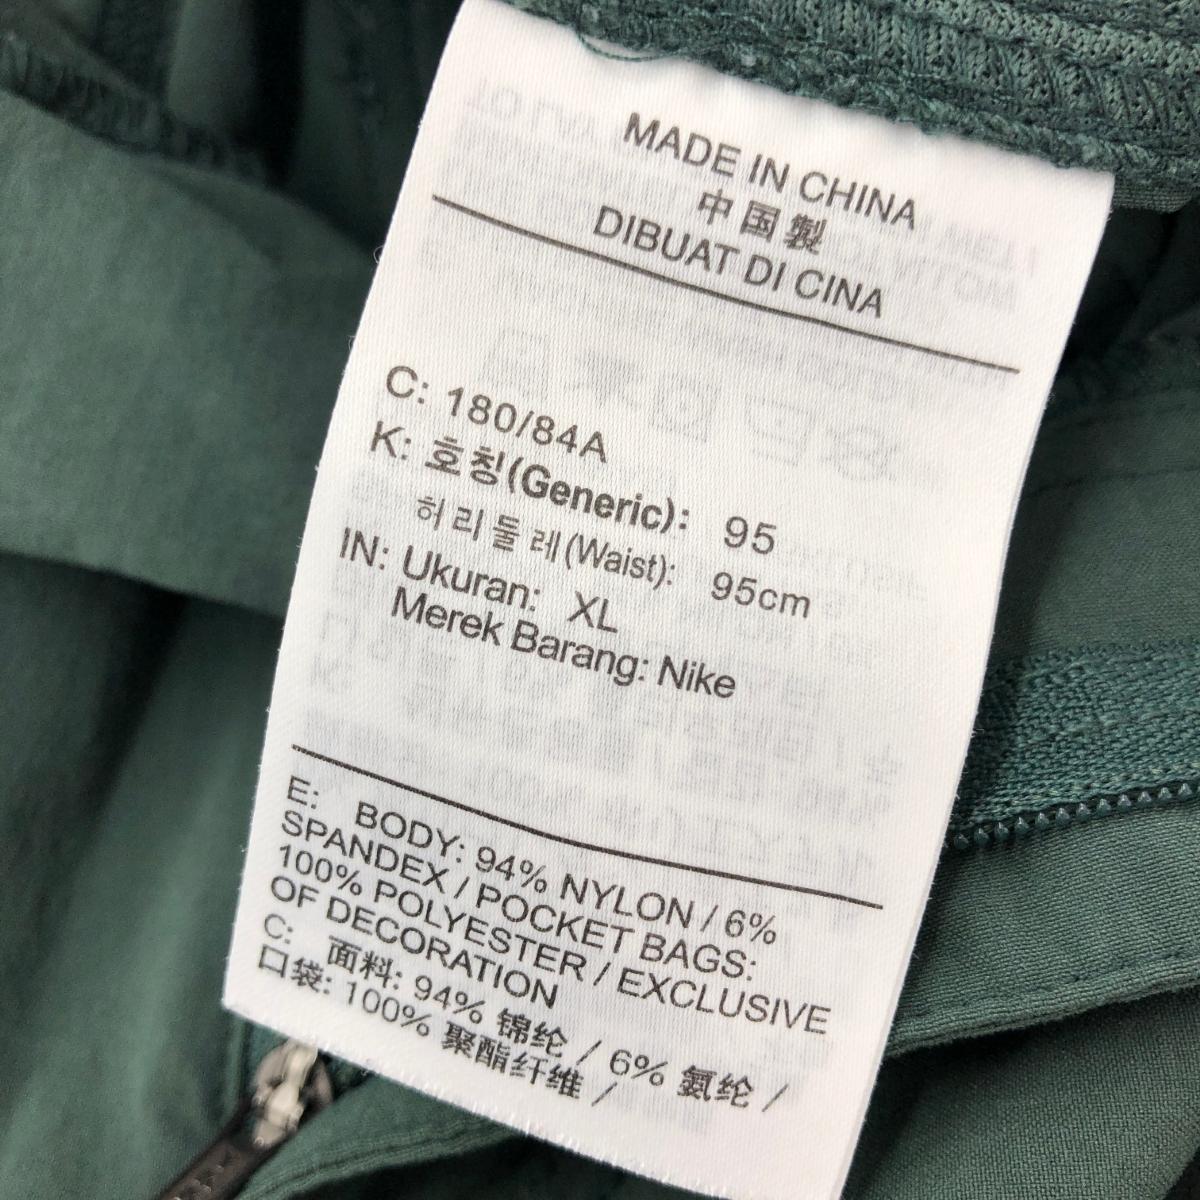 MADE IN CHINA
中国製
DIBUAT DI CINA
C: 180/84A
K: 호칭(Generic): 95
허리둘레(Waist): 95cm
IN: Ukuran: XL
Merek Barang: Nike
E: BODY: 94% NYLON / 6%
SPANDEX / POCKET BAGS:
100% POLYESTER / EXCLUSIVE
OF DECORATION
C: 面料: 94% 锦纶 / 6% 氨纶 /
口袋: 100% 聚酯纤维 /